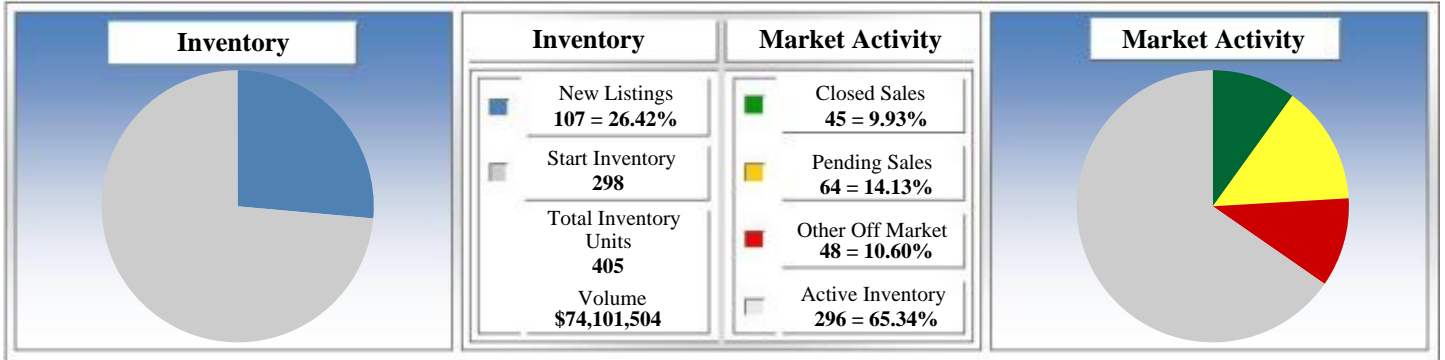 Inventory
Inventory
Market Activity
New Listings
107 = 26.42%
Start Inventory
298
Total Inventory
Units
405
Volume
$74,101,504
Closed Sales
45 = 9.93%
Pending Sales
64 = 14.13%
Other Off Market
48 = 10.60%
Active Inventory
296 = 65.34%
Market Activity